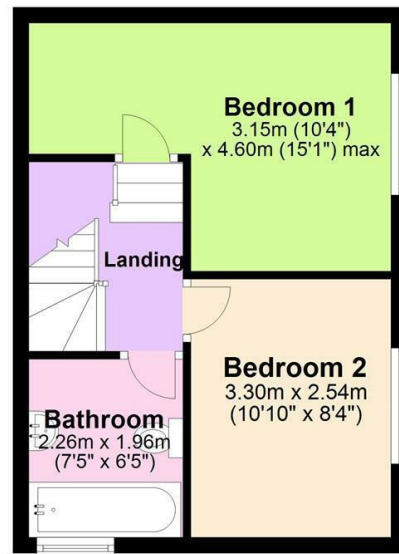 Bedroom 1
3.15m (10'4")
x 4.60m (15'1") max
Landing
Bedroom 2
3.30m x 2.54m
(10'10" x 8'4")
Bathroom
2.26m x 1.96m
(7'5" x 6'5")